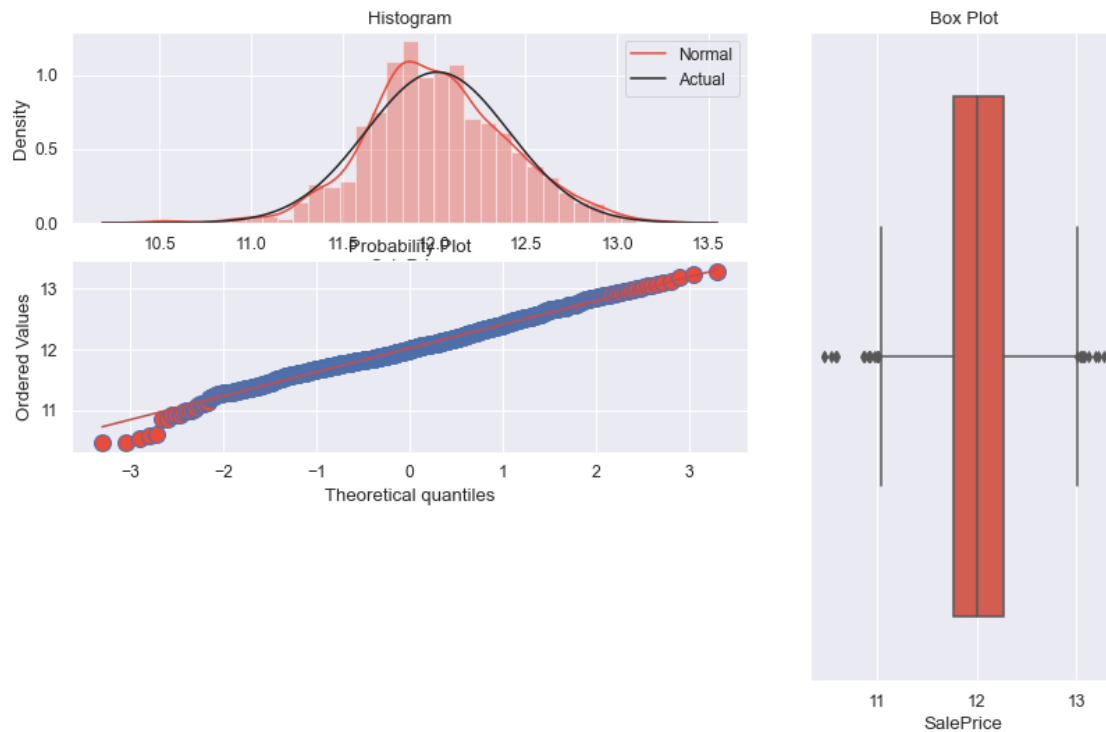 Histogram
Normal
Actual
Density
1.0
0.5
0.0
10.5 11.0 11.5 12.0 12.5 13.0 13.5
Probability Plot
Ordered Values
13
12
11
−3 −2 −1 0 1 2 3
Theoretical quantiles
Box Plot
11 12 13
SalePrice